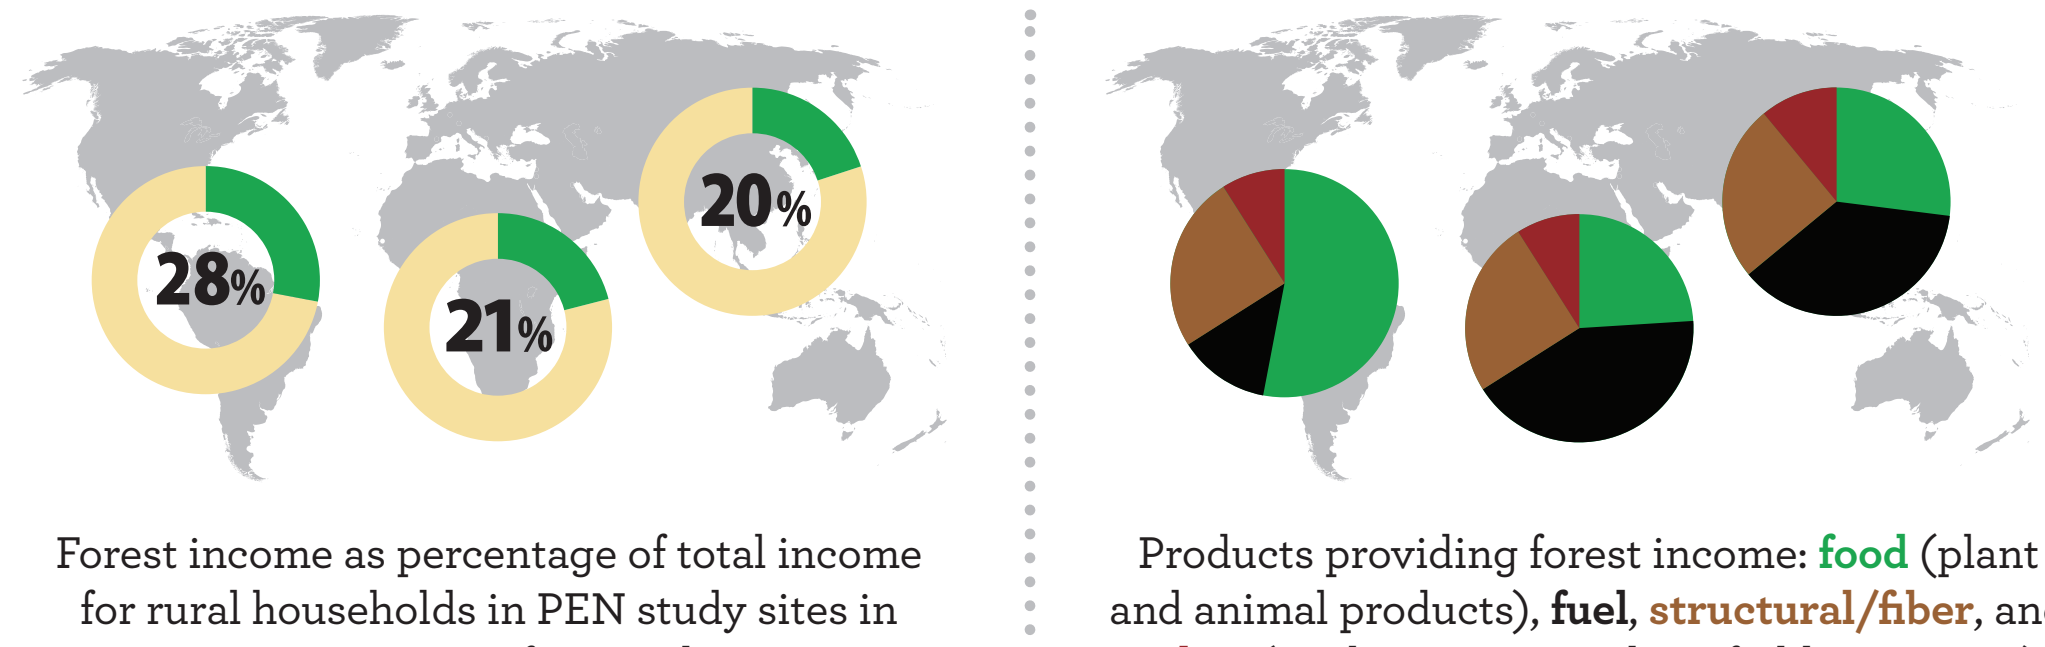 28%
21%
20%
Forest income as percentage of total income
for rural households in PEN study sites in
Products providing forest income: food (plant
and animal products), fuel, structural/fiber,